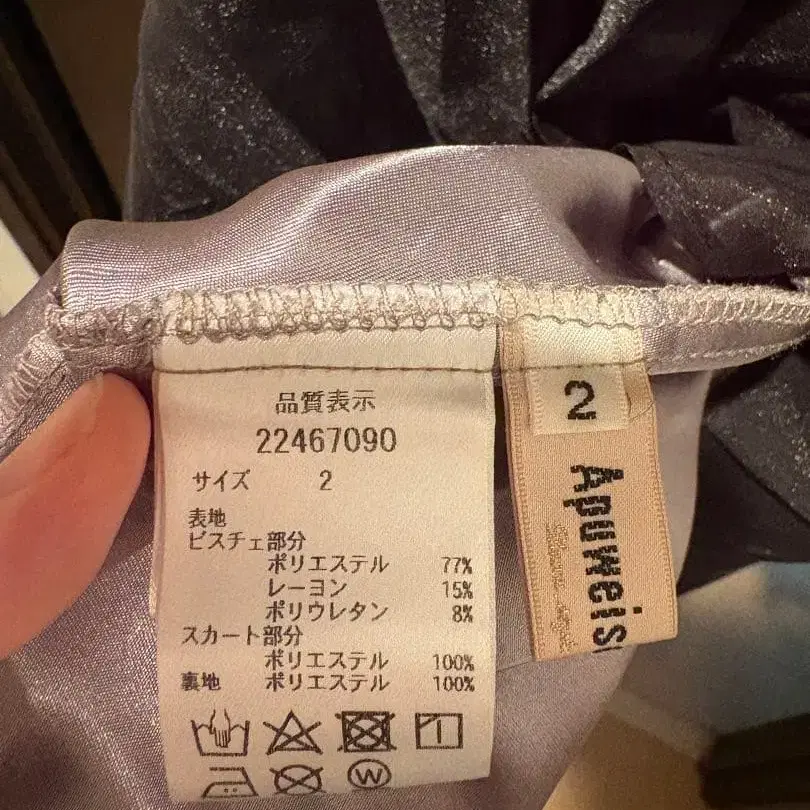 品質表示
22467090
サイズ 2
表地
ビスチェ部分
ポリエステル 77%
レーヨン 15%
ポリウレタン 8%
スカート部分
ポリエステル 100%
裏地 ポリエステル 100%
W
2
Apuweis